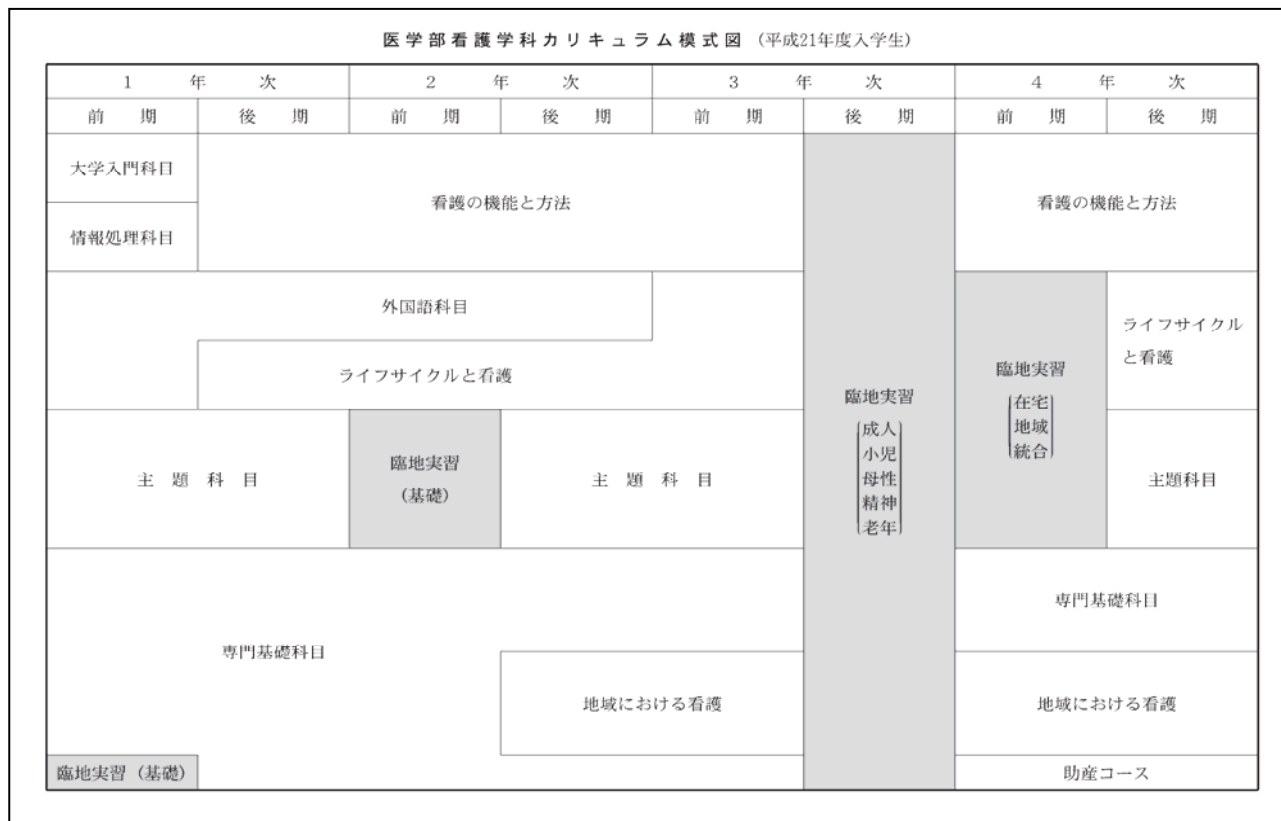 医学部看護学科カリキュラム模式図（平成21年度入学生）
1年次 2年次 3年次 4年次
前期 後期 前期 後期 前期 後期 前期 後期
大学入門科目
情報処理科目
看護の機能と方法
看護の機能と方法
外国語科目
ライフサイクルと看護
臨地実習
成人
小児
母性
精神
老年
臨地実習
在宅
地域
統合
ライフサイクル
と看護
主題科目
臨地実習
（基礎）
主題科目
主題科目
専門基礎科目
専門基礎科目
地域における看護
地域における看護
臨地実習（基礎）
助産コース